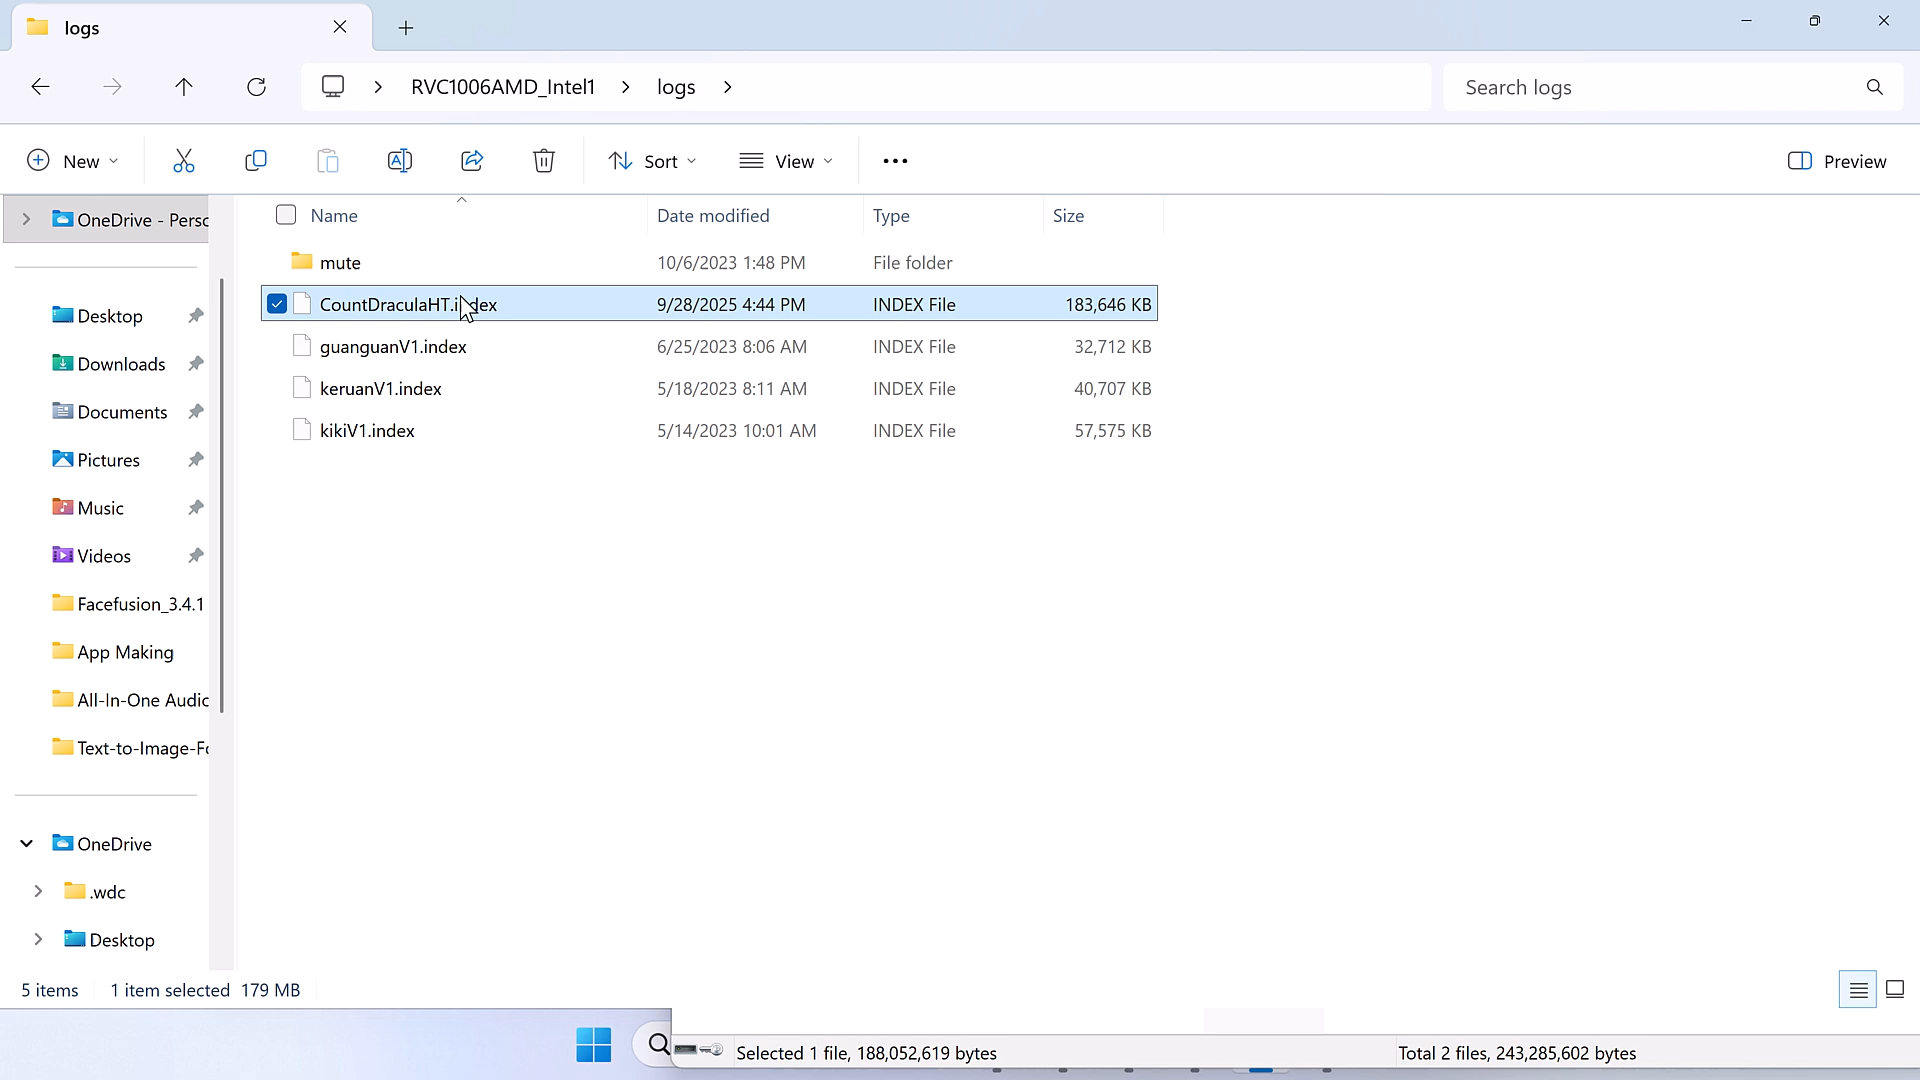 logs
RVC1006AMD_Intel1 logs
Search logs
New
Sort
View
Preview
OneDrive - Perso
Desktop
Downloads
Documents
Pictures
Music
Videos
Facefusion_3.4.1
App Making
All-In-One Audio
Text-to-Image-Fo
OneDrive
.wdc
Desktop
Name Date modified Type Size
mute 10/6/2023 1:48 PM File folder
CountDraculaHT.index 9/28/2025 4:44 PM INDEX File 183,646 KB
guanguanV1.index 6/25/2023 8:06 AM INDEX File 32,712 KB
keruanV1.index 5/18/2023 8:11 AM INDEX File 40,707 KB
kikiV1.index 5/14/2023 10:01 AM INDEX File 57,575 KB
5 items 1 item selected 179 MB
Selected 1 file, 188,052,619 bytes
Total 2 files, 243,285,602 bytes